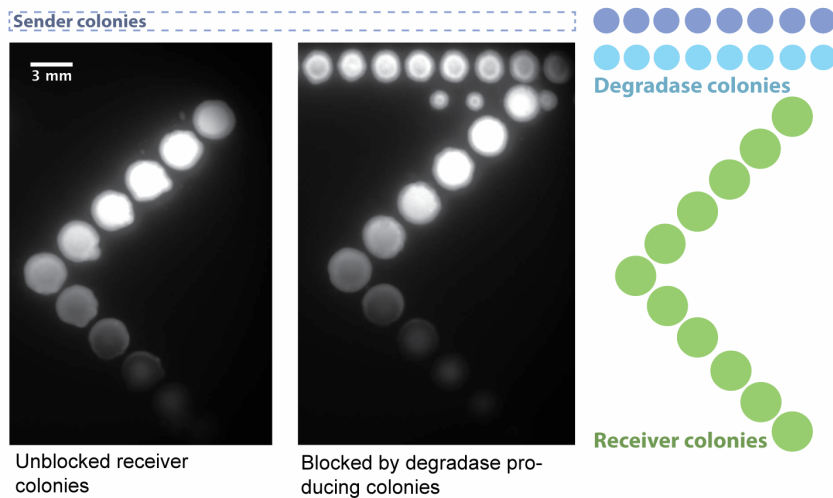 Sender colonies
3 mm
Degradase colonies
Receiver colonies
Unblocked receiver
colonies
Blocked by degradase pro-
ducing colonies